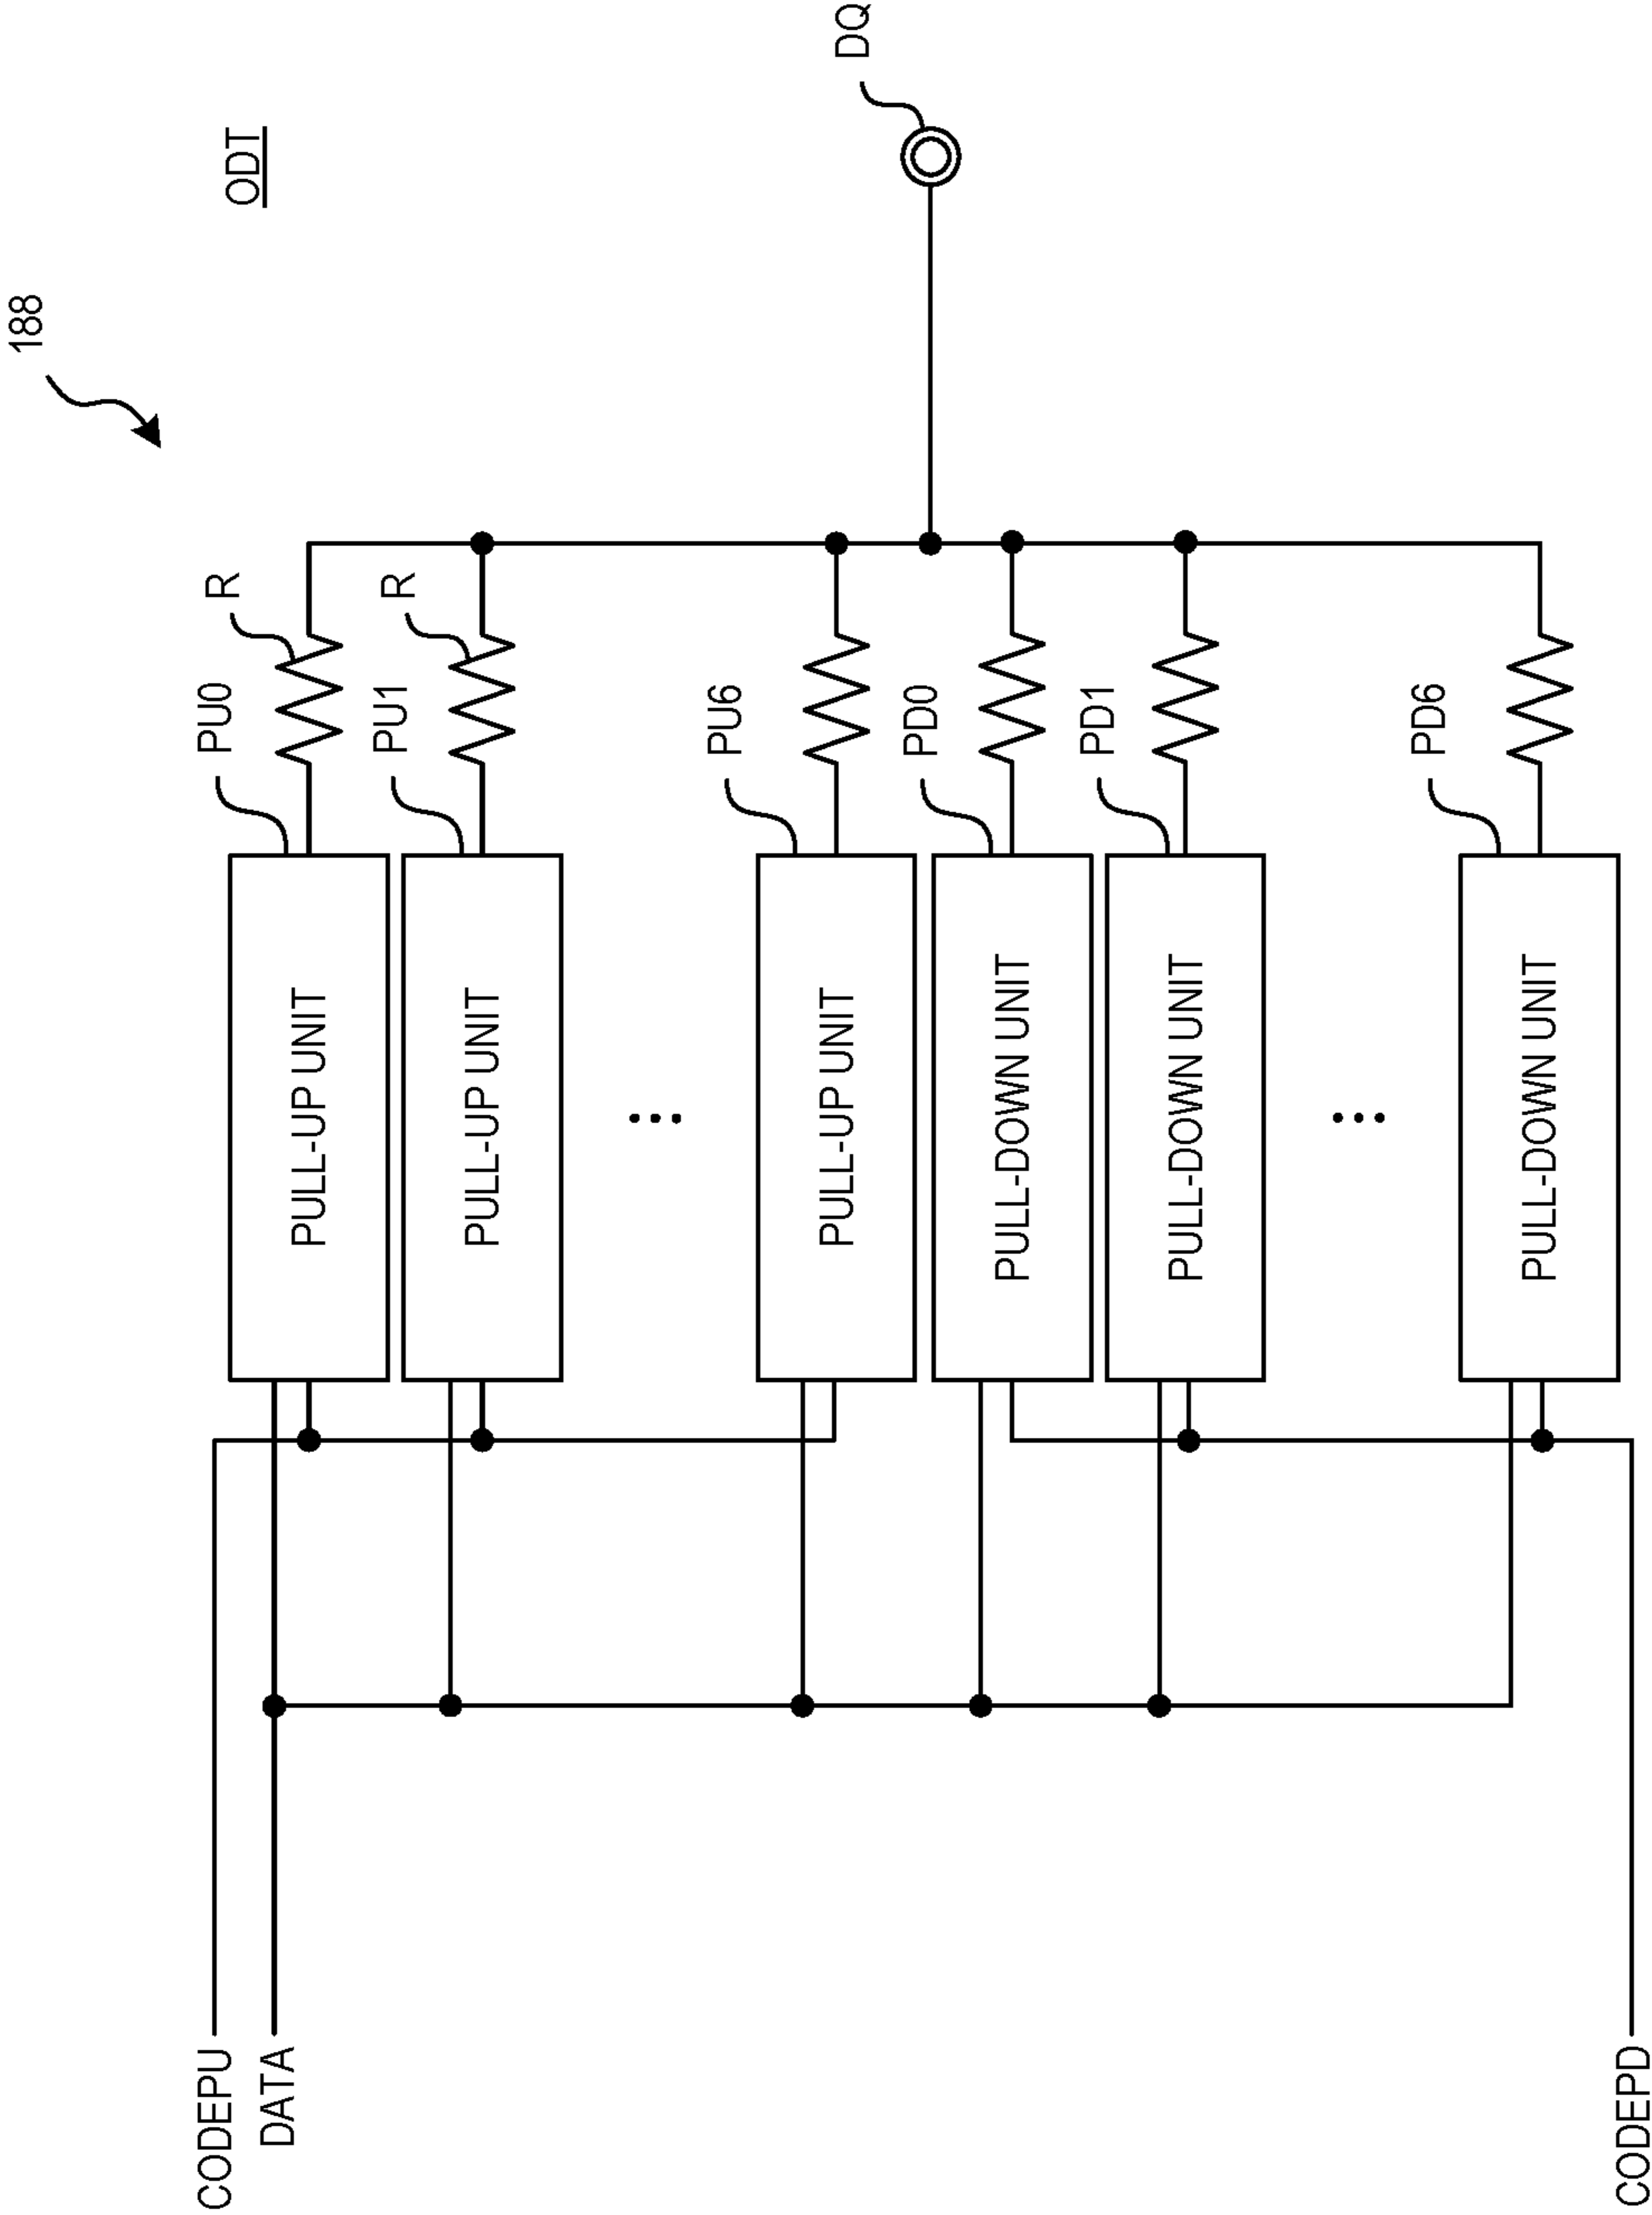 188
ODT
CODEPU
DATA
PULL-UP UNIT
PU0
R
PULL-UP UNIT
PU1
R
...
PULL-UP UNIT
PU6
DQ
PULL-DOWN UNIT
PD0
PULL-DOWN UNIT
PD1
...
PULL-DOWN UNIT
PD6
CODEPD